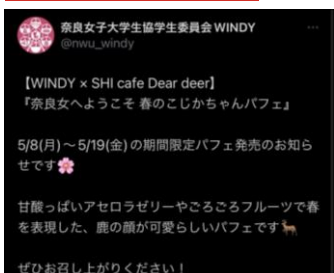 奈良女子大学生協学生委員会 WINDY
@nwu_windy
【WINDY × SHI cafe Dear deer】
『奈良女へようこそ 春のこじかちゃんパフェ』
5/8(月)～5/19(金)の期間限定パフェ発売のお知ら
せです🌸
甘酸っぱいアセロラゼリーやごろごろフルーツで春
を表現した、鹿の顔が可愛らしいパフェです🦌
ぜひお召し上がりください！